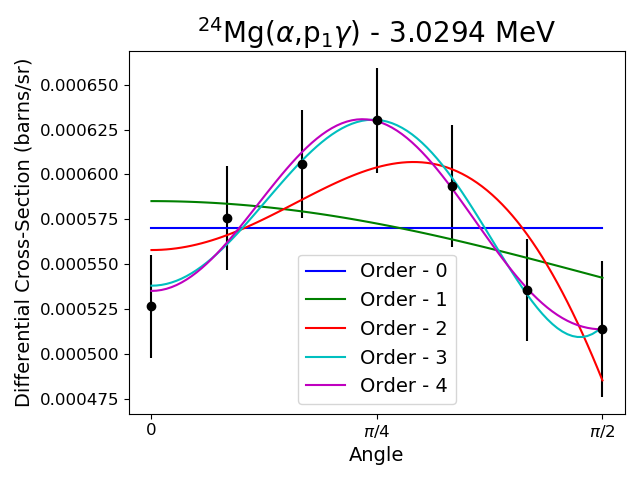 ²⁴Mg(α,p₁γ) - 3.0294 MeV
Differential Cross-Section (barns/sr)
0.000650
0.000625
0.000600
0.000575
0.000550
0.000525
0.000500
0.000475
Order - 0
Order - 1
Order - 2
Order - 3
Order - 4
0 π/4 π/2
Angle